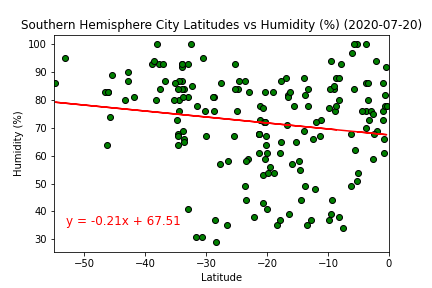 Southern Hemisphere City Latitudes vs Humidity (%) (2020-07-20)
100
90
80
70
60
50
40
30
Humidity (%)
y = -0.21x + 67.51
−50 −40 −30 −20 −10 0
Latitude